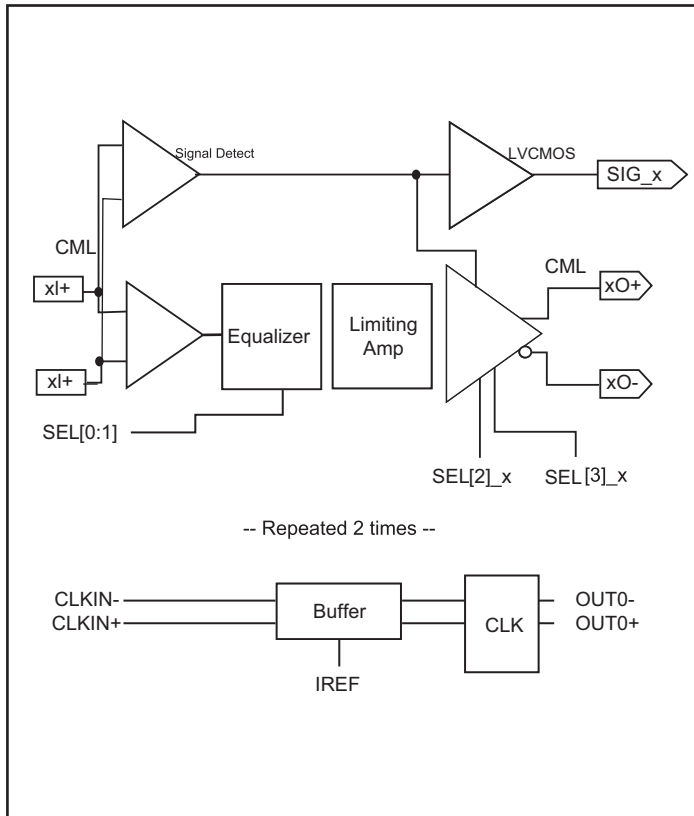 Signal Detect
LVCMOS
SIG_x
CML
CML
xI+
xO+
Equalizer
Limiting
Amp
xI+
xO-
SEL[0:1]
SEL[2]_x
SEL[3]_x
-- Repeated 2 times --
CLKIN-
CLKIN+
Buffer
CLK
OUT0-
OUT0+
IREF